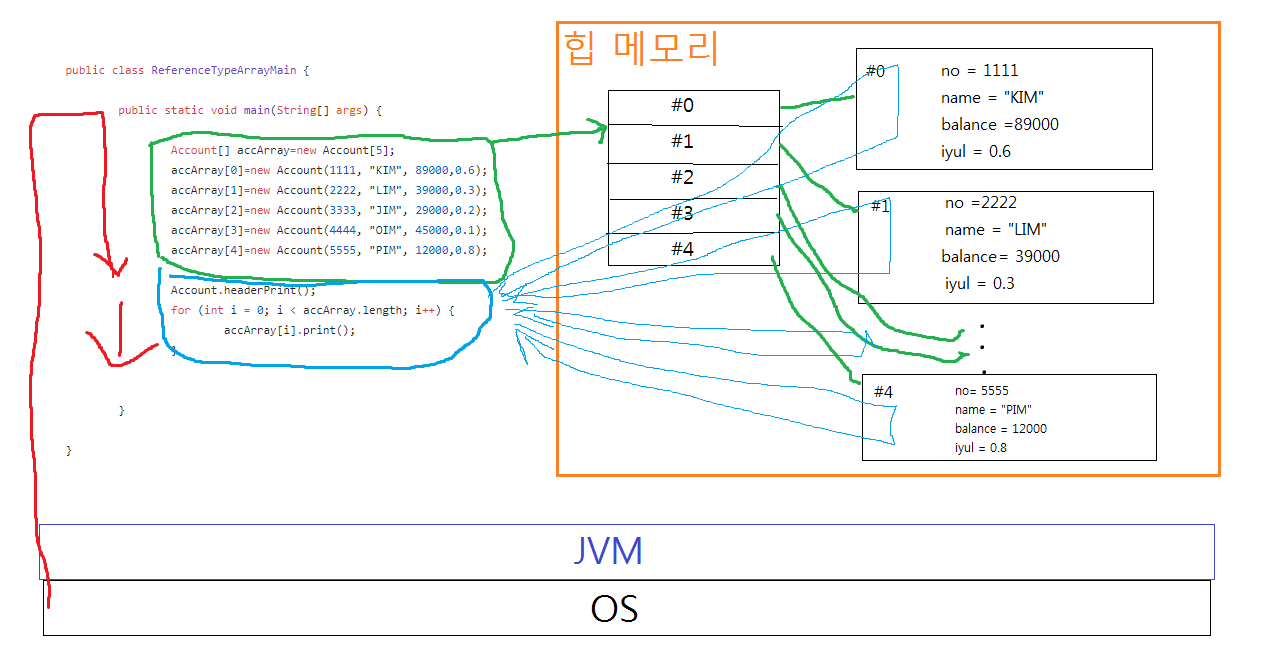 public class ReferenceTypeArrayMain {
public static void main(String[] args) {
Account[] accArray=new Account[5];
accArray[0]=new Account(1111, "KIM", 89000,0.6);
accArray[1]=new Account(2222, "LIM", 39000,0.3);
accArray[2]=new Account(3333, "JIM", 29000,0.2);
accArray[3]=new Account(4444, "OIM", 45000,0.1);
accArray[4]=new Account(5555, "PIM", 12000,0.8);
Account.headerPrint();
for (int i = 0; i < accArray.length; i++) {
accArray[i].print();
}
}
}
힙 메모리
#0
#1
#2
#3
#4
#0
no = 1111
name = "KIM"
balance =89000
iyul = 0.6
#1
no =2222
name = "LIM"
balance= 39000
iyul = 0.3
#4
no= 5555
name = "PIM"
balance = 12000
iyul = 0.8
JVM
OS